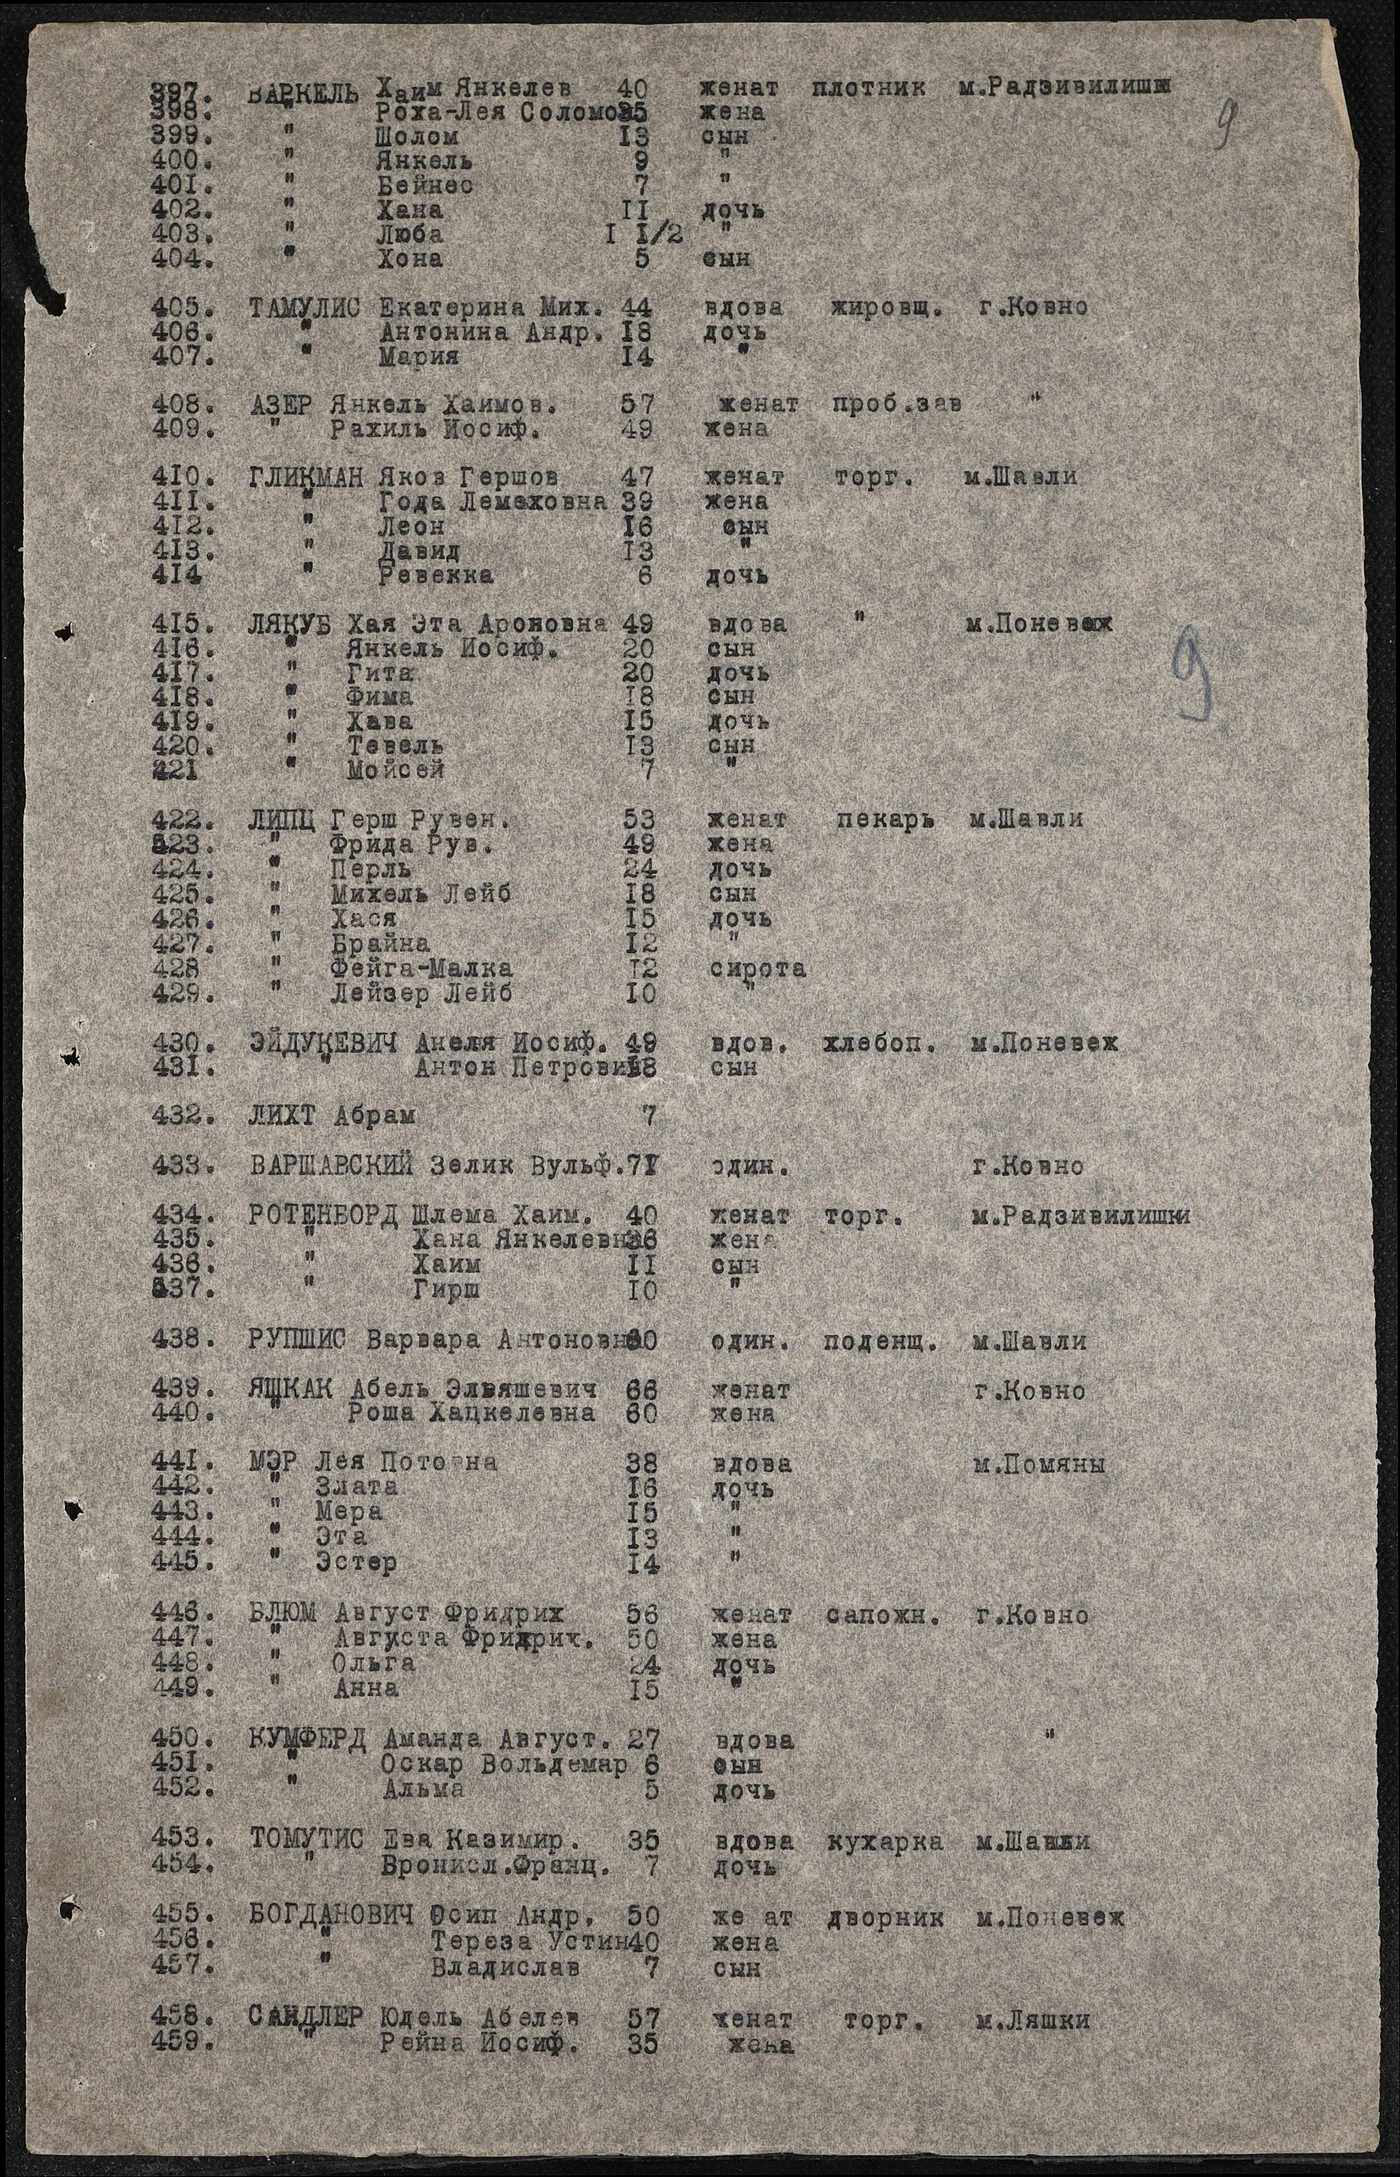 397. ВАРКЕЛЬ Хаим Янкелев 40 женат плотник м.Радзивилишки
398. " Роха-Лея Соломон. 35 жена
9
399. " Шолом 13 сын
400. " Янкель 9 "
401. " Бейнес 7 "
402. " Хана 11 дочь
403. " Люба 1 1/2 "
404. " Хона 5 сын
405. ТАМУЛИС Екатерина Мих. 44 вдова жировщ. г.Ковно
406. " Антонина Андр. 18 дочь
407. " Мария 14 "
408. АЗЕР Янкель Хаимов. 57 женат проб.зав "
409. " Рахиль Иосиф. 49 жена
410. ГЛИКМАН Яков Гершов 47 женат торг. м.Шавли
411. " Года Лемеховна 39 жена
412. " Леон 16 сын
413. " Давид 13 "
414 " Ревекка 6 дочь
415. ЛЯКУБ Хая Эта Ароновна 49 вдова " м.Поневеж
416. " Янкель Иосиф. 20 сын
417. " Гита 20 дочь
9
418. " Фима 18 сын
419. " Хава 15 дочь
420. " Тевель 13 сын
421 " Мойсей 7 "
422. ЛИПЦ Герш Рувен. 53 женат пекарь м.Шавли
423. " Фрида Рув. 49 жена
424. " Перль 24 дочь
425. " Михель Лейб 18 сын
426. " Хася 15 дочь
427. " Брайна 12 "
428 " Фейга-Малка 12 сирота
429. " Лейзер Лейб 10 "
430. ЭЙДУКЕВИЧ Анеля Иосиф. 49 вдов. хлебоп. м.Поневеж
431. " Антон Петрович 18 сын
432. ЛИХТ Абрам 7
433. ВАРШАВСКИЙ Зелик Вульф. 71 один. г.Ковно
434. РОТЕНБОРД Шлема Хаим. 40 женат торг. м.Радзивилишки
435. " Хана Янкелевна 36 жена
436. " Хаим 11 сын
437. " Гирш 10 "
438. РУПШИС Варвара Антоновна 60 один. поденщ. м.Шавли
439. ЯШКАК Абель Эльяшевич 66 женат г.Ковно
440. " Роша Хацкелевна 60 жена
441. МЭР Лея Потовна 38 вдова м.Помяны
442. " Злата 16 дочь
443. " Мера 15 "
444. " Эта 13 "
445. " Эстер 14 "
446. БЛЮМ Август Фридрих 56 женат сапожн. г.Ковно
447. " Августа Фридрих. 50 жена
448. " Ольга 24 дочь
449. " Анна 15 "
450. КУМФЕРД Аманда Август. 27 вдова "
451. " Оскар Вольдемар 6 сын
452. " Альма 5 дочь
453. ТОМУТИС Ева Казимир. 35 вдова кухарка м.Шавли
454. " Бронисл.Франц. 7 дочь
455. БОГДАНОВИЧ Осип Андр. 50 же ат дворник м.Поневеж
456. " Тереза Устин 40 жена
457. " Владислав 7 сын
458. САНДЛЕР Юдель Абелев 57 женат торг. м.Ляшки
459. " Рейна Иосиф. 35 жена